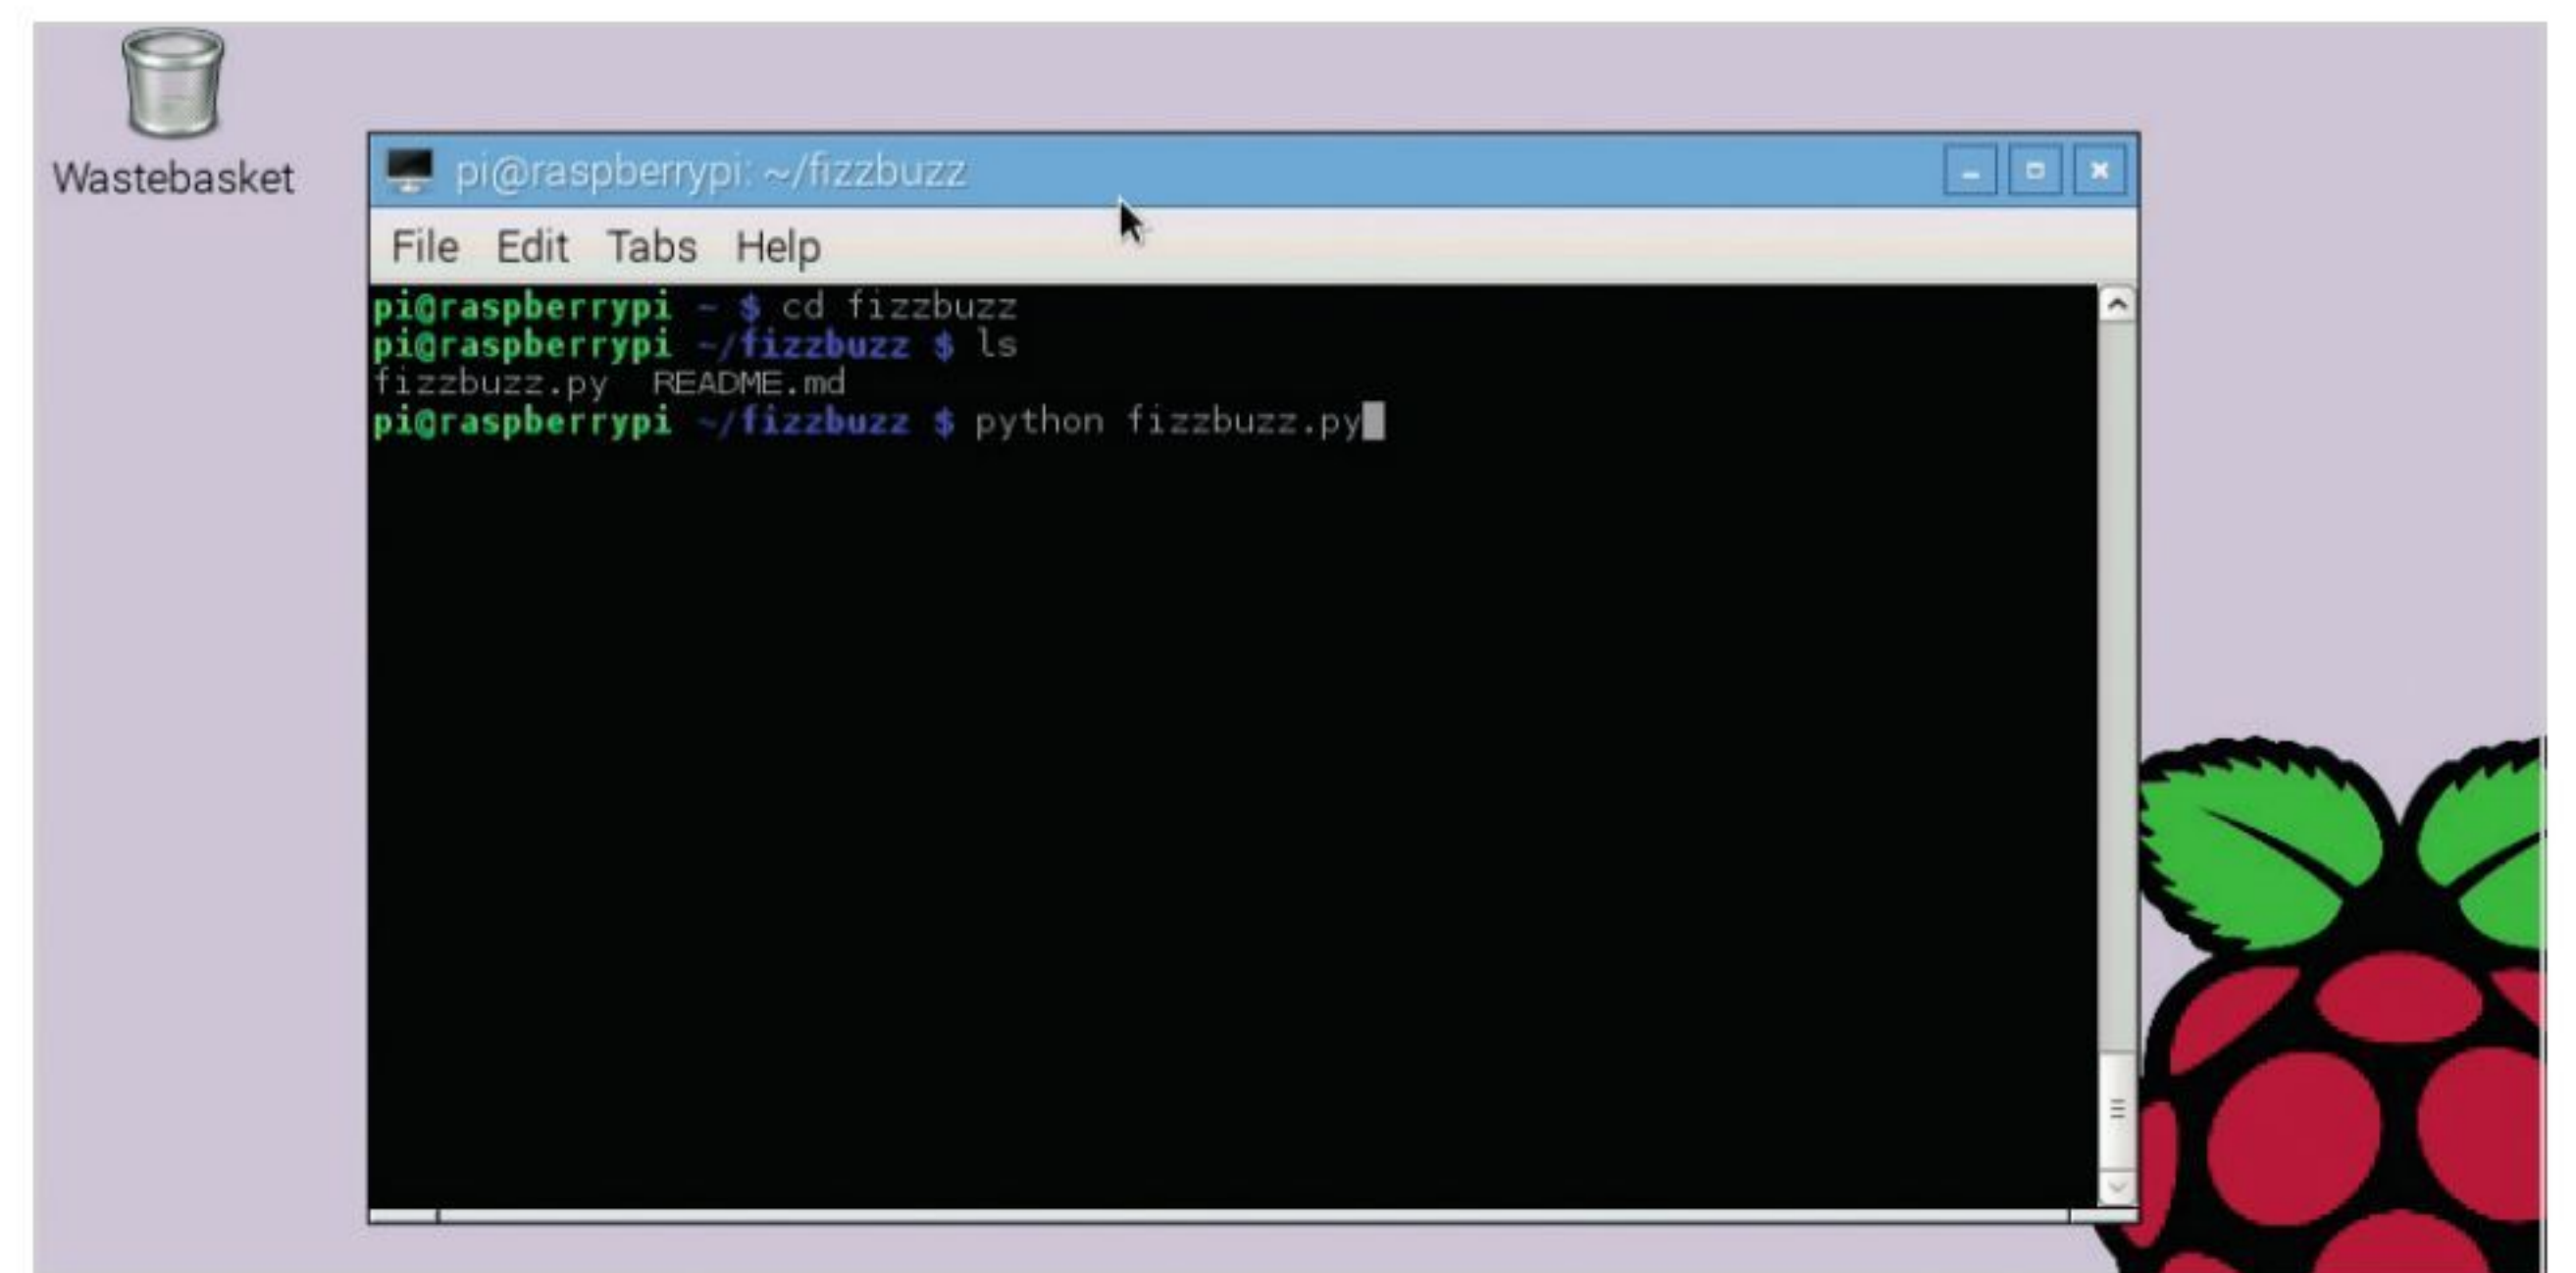 Wastebasket
pi@raspberrypi: ~/fizzbuzz
File Edit Tabs Help
pi@raspberrypi ~ $ cd fizzbuzz
pi@raspberrypi ~/fizzbuzz $ ls
fizzbuzz.py  README.md
pi@raspberrypi ~/fizzbuzz $ python fizzbuzz.py